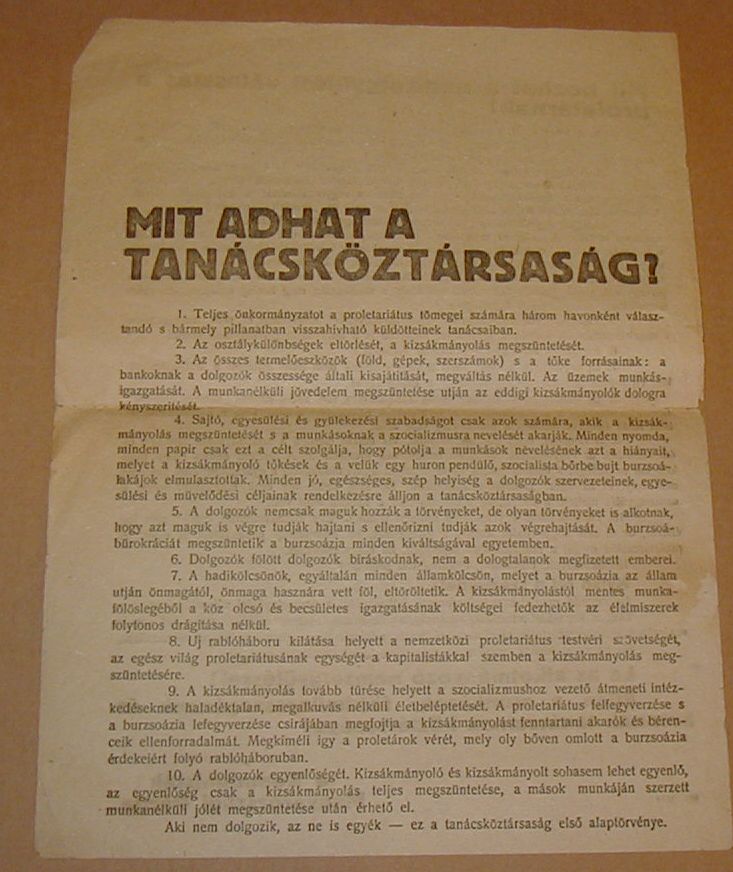 MIT ADHAT A
TANÁCSKÖZTÁRSASÁG?
1. Teljes önkormányzatot a proletariátus tömegei számára három havonként válasz-
tandó s bármely pillanatban visszahivható küldötteinek tanácsaiban.
2. Az osztálykülönbségek eltörlését, a kizsákmányolás megszüntetését.
3. Az összes termelőeszközök (föld, gépek, szerszámok) s a tőke forrásainak: a
bankoknak a dolgozók összessége általi kisajátitását, megváltás nélkül. Az üzemek munkás-
igazgatását. A munkanélküli jövedelem megszüntetése utján az eddigi kizsákmányolók dologra
kényszeritését.
4. Sajtó, egyesülési és gyülekezési szabadságot csak azok számára, akik a kizsák-
mányolás megszüntetését s a munkásoknak a szocializmusra nevelését akarják. Minden nyomda,
minden papir csak ezt a célt szolgálja, hogy pótolja a munkások nevelésének azt a hiányait,
melyet a kizsákmányoló tőkések és a velük egy huron pendülő, szocialista bőrbe bujt burzsoá-
lakájok elmulasztottak. Minden jó, egészséges, szép helyiség a dolgozók szervezeteinek, egye-
sülési és művelődési céljainak rendelkezésre álljon a tanácsköztársaságban.
5. A dolgozók nemcsak maguk hozzák a törvényeket, de olyan törvényeket is alkotnak,
hogy azt maguk is végre tudják hajtani s ellenőrizni tudják azok végrehajtását. A burzsoá-
bürokráciát megszüntetik a burzsoázia minden kiváltságával egyetemben.
6. Dolgozók fölött dolgozók biráskodnak, nem a dologtalanok megfizetett emberei.
7. A hadikölcsönök, egyáltalán minden államkölcsön, melyet a burzsoázia az állam
utján önmagától, önmaga hasznára vett föl, eltöröltetik. A kizsákmányolástól mentes munka-
fölöslegéből a köz olcsó és becsületes igazgatásának költségei fedezhetők az élelmiszerek
folytonos drágitása nélkül.
8. Uj rablóháboru kilátása helyett a nemzetközi proletariátus testvéri szövetségét,
az egész világ proletariátusának egységét a kapitalistákkal szemben a kizsákmányolás meg-
szüntetésére.
9. A kizsákmányolás tovább türése helyett a szocializmushoz vezető átmeneti intéz-
kedéseknek haladéktalan, megalkuvás nélküli életbeléptetését. A proletariátus felfegyverzése s
a burzsoázia lefegyverzése csirájában megfojtja a kizsákmányolást fenntartani akarók és béren-
ceik ellenforradalmát. Megkiméli igy a proletárok vérét, mely oly bőven omlott a burzsoázia
érdekeiért folyó rablóháboruban.
10. A dolgozók egyenlőségét. Kizsákmányoló és kizsákmányolt sohasem lehet egyenlő,
az egyenlőség csak a kizsákmányolás teljes megszüntetése, a mások munkáján szerzett
munkanélküli jólét megszüntetése után érhető el.
Aki nem dolgozik, az ne is egyék — ez a tanácsköztársaság első alaptörvénye.